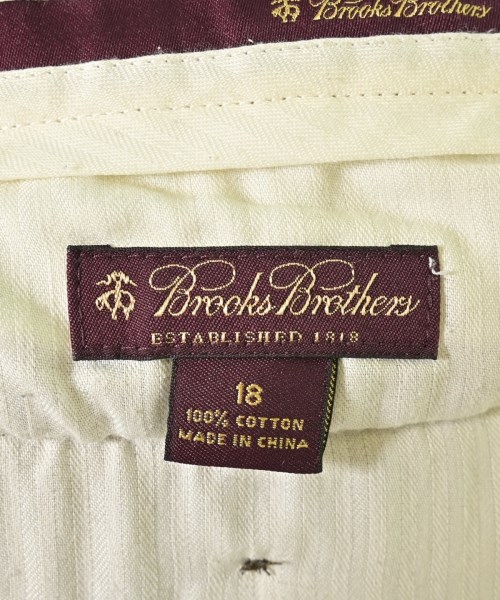 Brooks Brothers
Brooks Brothers
ESTABLISHED 1818
18
100% COTTON
MADE IN CHINA